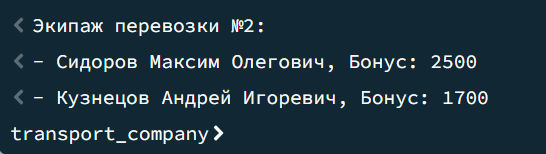 < Экипаж перевозки №2:
< - Сидоров Максим Олегович, Бонус: 2500
< - Кузнецов Андрей Игоревич, Бонус: 1700
transport_company>